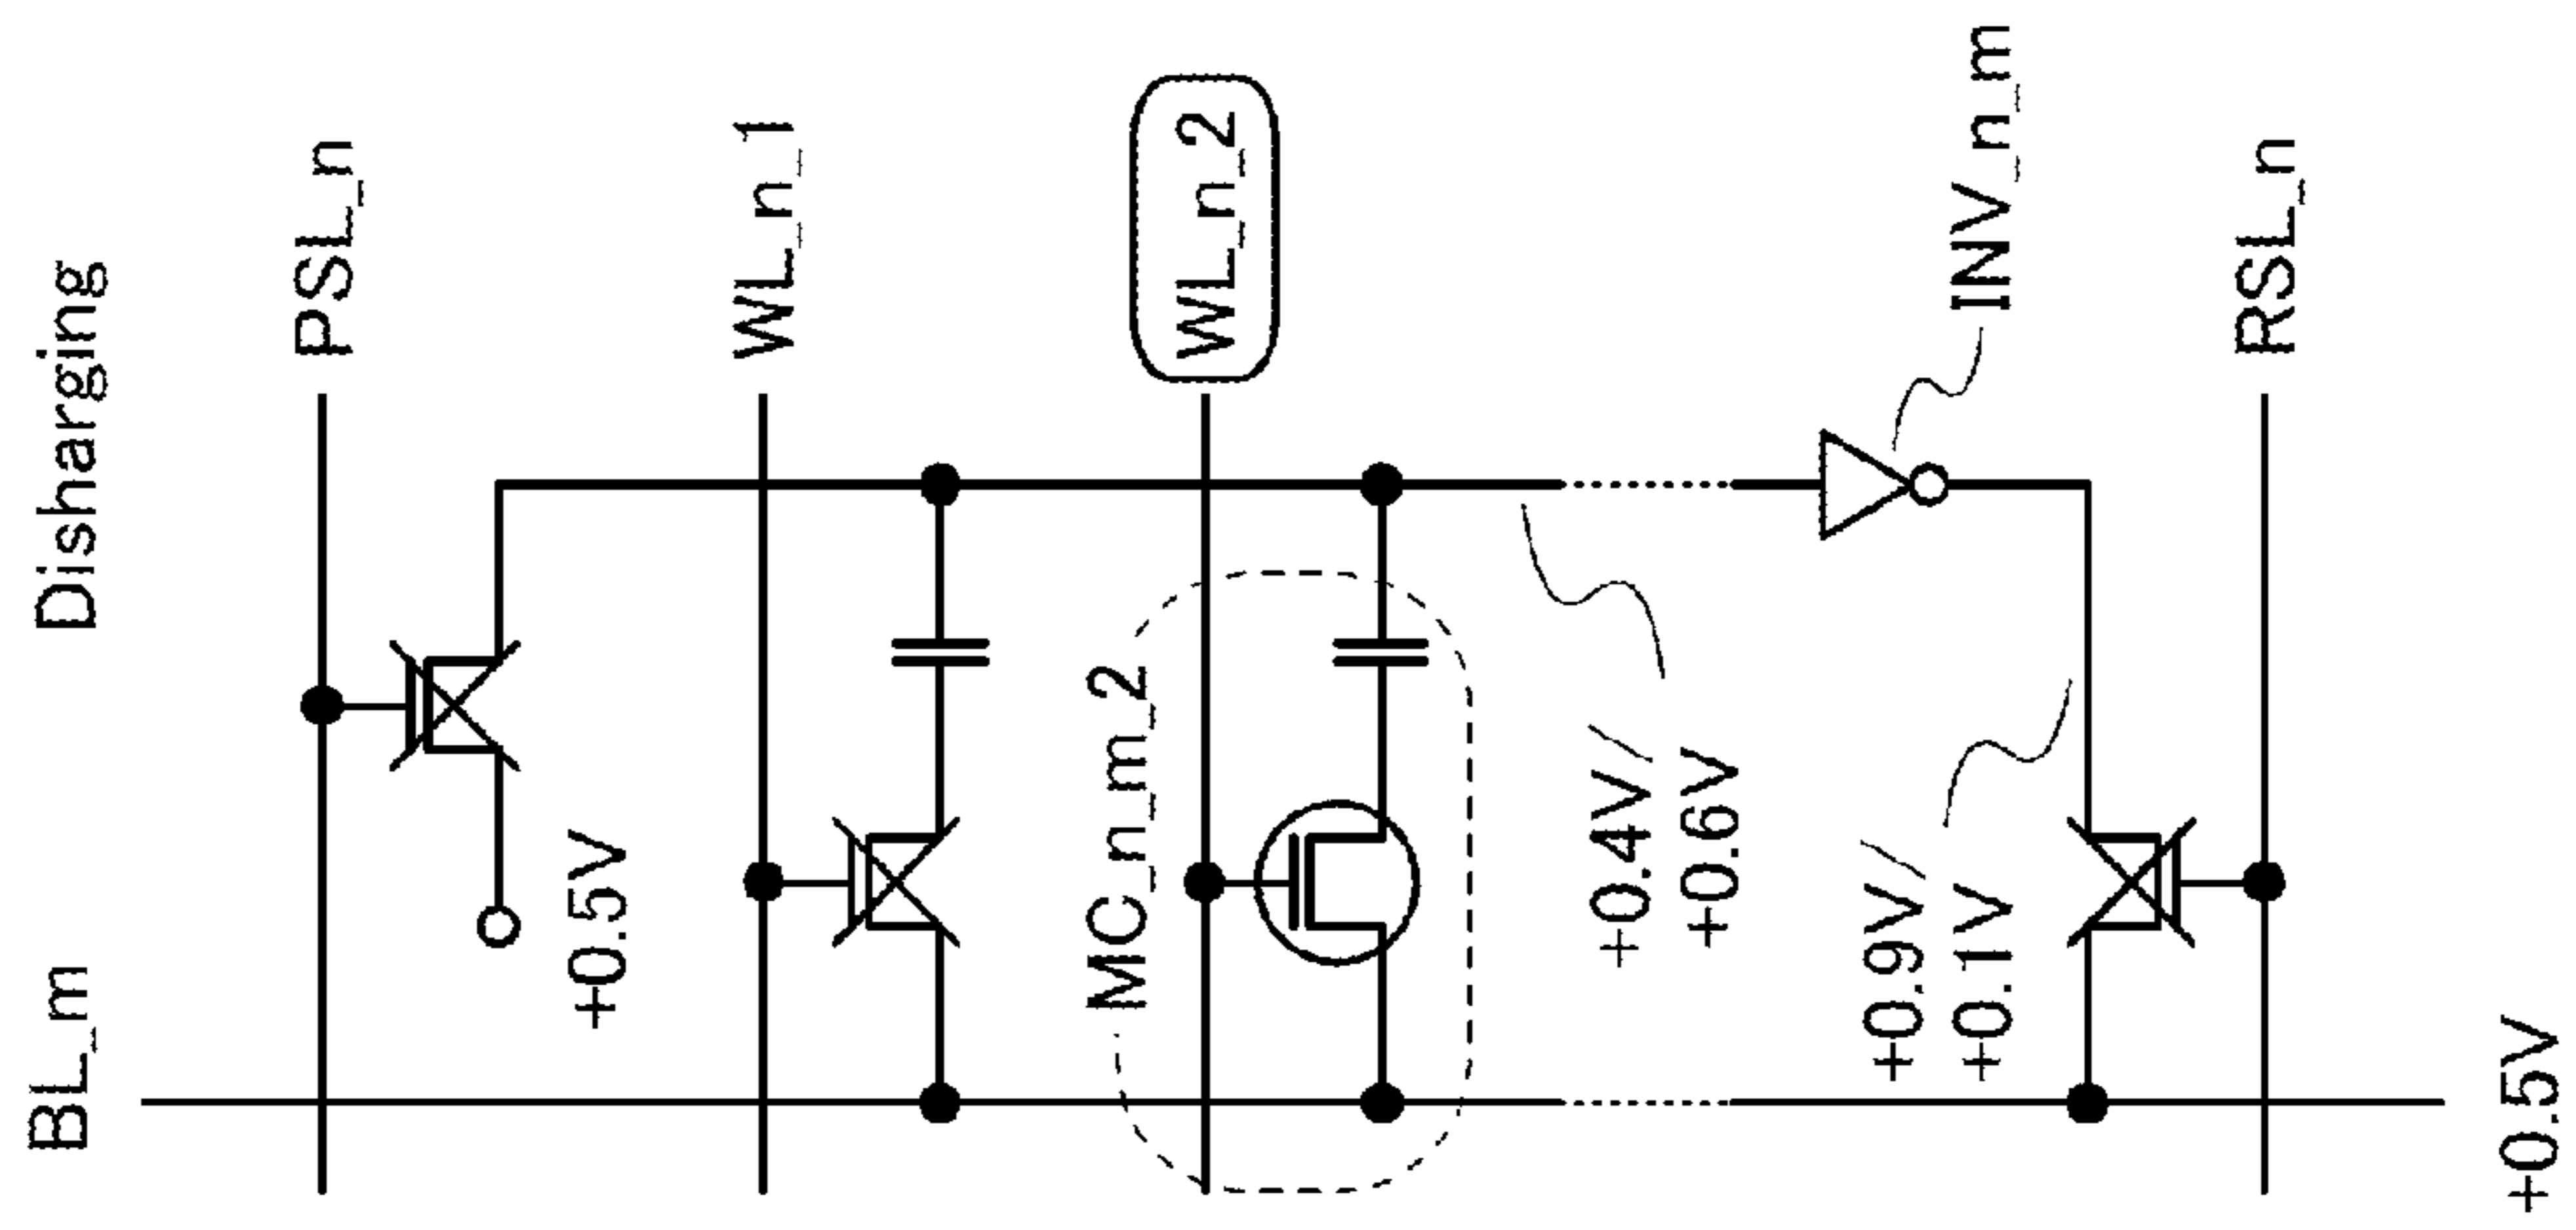 Disharging
BL_m
PSL_n
+0.5V
WL_n_1
MC_n_m_2
WL_n_2
+0.4V/
+0.6V
+0.9V/
+0.1V
INV_n_m
RSL_n
+0.5V